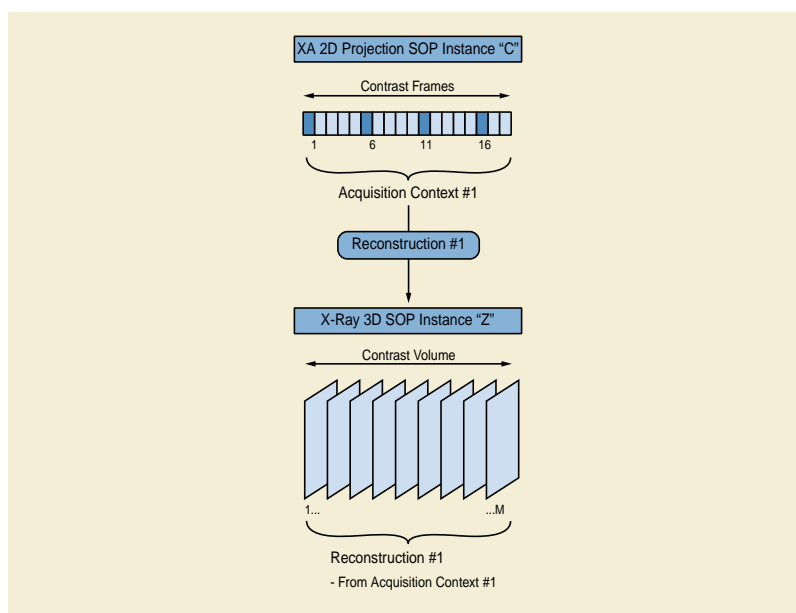 XA 2D Projection SOP Instance “C”
Contrast Frames
1 6 11 16
Acquisition Context #1
Reconstruction #1
X-Ray 3D SOP Instance “Z”
Contrast Volume
1... ...M
Reconstruction #1
- From Acquisition Context #1